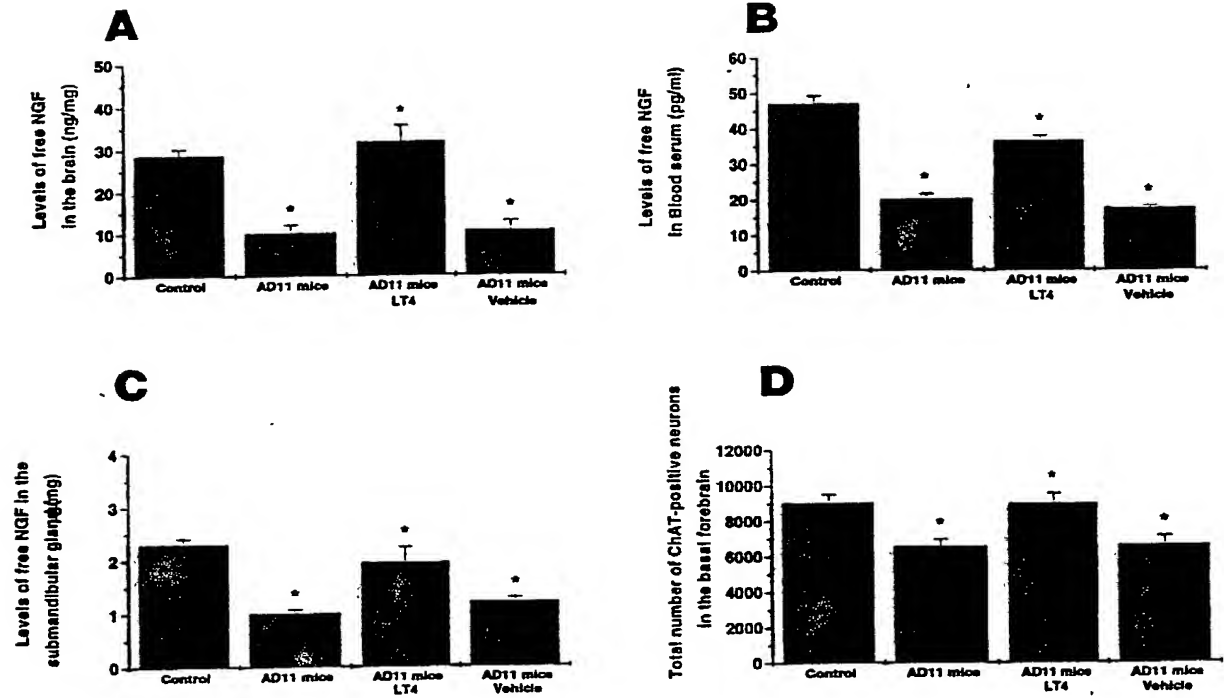 A
Levels of free NGF
in the brain (ng/mg)
50
40
30
20
10
0
*
*
*
Control
AD11 mice
AD11 mice
LT4
AD11 mice
Vehicle
B
Levels of free NGF
in Blood serum (pg/ml)
60
50
40
30
20
10
0
*
*
*
Control
AD11 mice
AD11 mice
LT4
AD11 mice
Vehicle
C
Levels of free NGF in the
submandibular
4
3
2
1
0
*
*
*
Control
AD11 mice
AD11 mice
LT4
AD11 mice
Vehicle
D
Total number of ChAT-positive neurons
in the basal forebrain
12000
10000
8000
6000
4000
2000
0
*
*
*
Control
AD11 mice
AD11 mice
LT4
AD11 mice
Vehicle